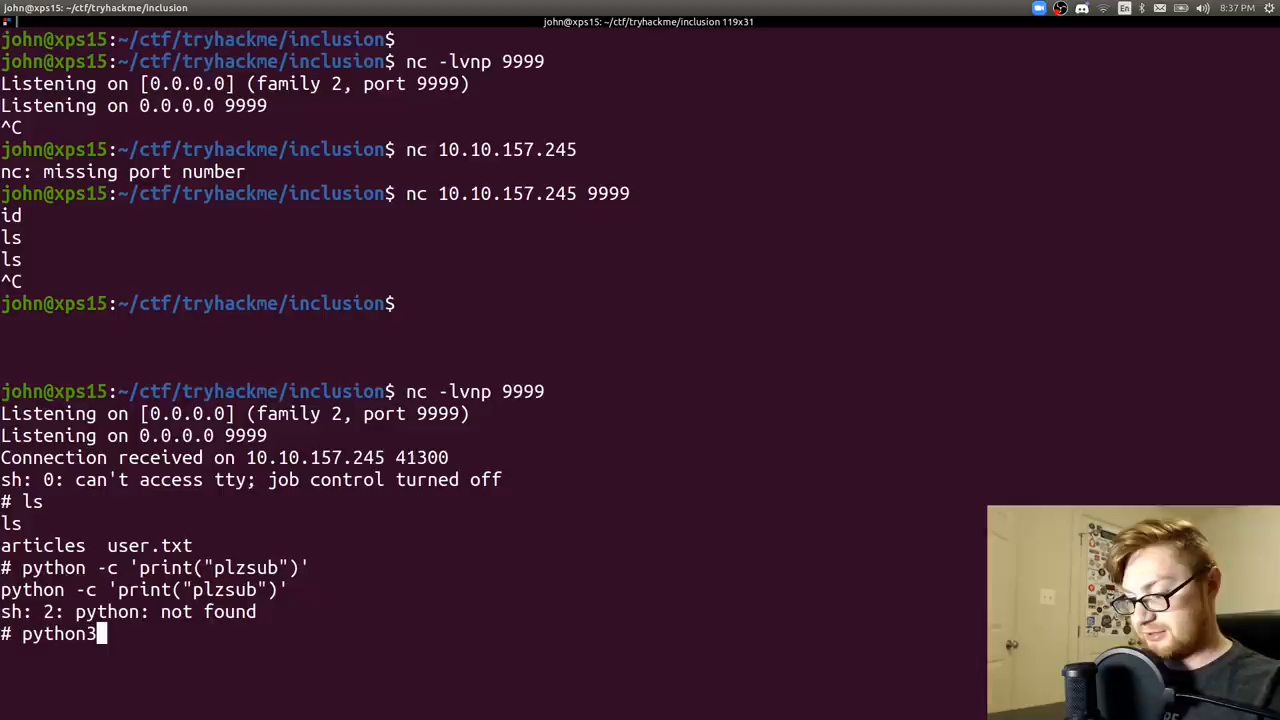 john@xps15: ~/ctf/tryhackme/inclusion
En
8:37 PM
john@xps15: ~/ctf/tryhackme/inclusion 119x31
john@xps15:~/ctf/tryhackme/inclusion$
john@xps15:~/ctf/tryhackme/inclusion$ nc -lvnp 9999
Listening on [0.0.0.0] (family 2, port 9999)
Listening on 0.0.0.0 9999
^C
john@xps15:~/ctf/tryhackme/inclusion$ nc 10.10.157.245
nc: missing port number
john@xps15:~/ctf/tryhackme/inclusion$ nc 10.10.157.245 9999
id
ls
ls
^C
john@xps15:~/ctf/tryhackme/inclusion$
john@xps15:~/ctf/tryhackme/inclusion$ nc -lvnp 9999
Listening on [0.0.0.0] (family 2, port 9999)
Listening on 0.0.0.0 9999
Connection received on 10.10.157.245 41300
sh: 0: can't access tty; job control turned off
# ls
ls
articles  user.txt
# python -c 'print("plzsub")'
python -c 'print("plzsub")'
sh: 2: python: not found
# python3